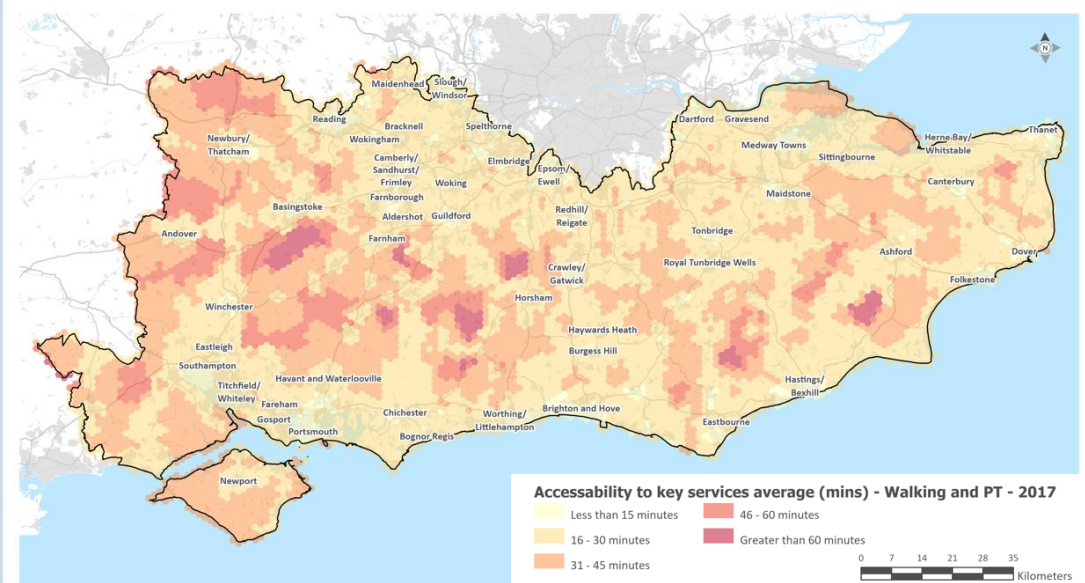 N
Maidenhead
Slough/
Windsor
Reading
Bracknell
Wokingham
Spelthorne
Dartford
Gravesend
Thanet
Newbury/
Thatcham
Medway Towns
Herne Bay/
Whitstable
Sittingbourne
Camberly/
Sandhurst/
Frimley
Elmbridge
Epsom/
Ewell
Woking
Canterbury
Maidstone
Farnborough
Basingstoke
Aldershot
Guildford
Redhill/
Reigate
Andover
Farnham
Tonbridge
Ashford
Dover
Royal Tunbridge Wells
Crawley/
Gatwick
Folkestone
Winchester
Horsham
Haywards Heath
Eastleigh
Burgess Hill
Southampton
Titchfield/
Whiteley
Havant and Waterlooville
Hastings/
Bexhill
Fareham
Chichester
Worthing/
Littlehampton
Brighton and Hove
Gosport
Eastbourne
Portsmouth
Bognor Regis
Newport
Accessability to key services average (mins) - Walking and PT - 2017
Less than 15 minutes
46 - 60 minutes
16 - 30 minutes
Greater than 60 minutes
31 - 45 minutes
0 7 14 21 28 35
Kilometers